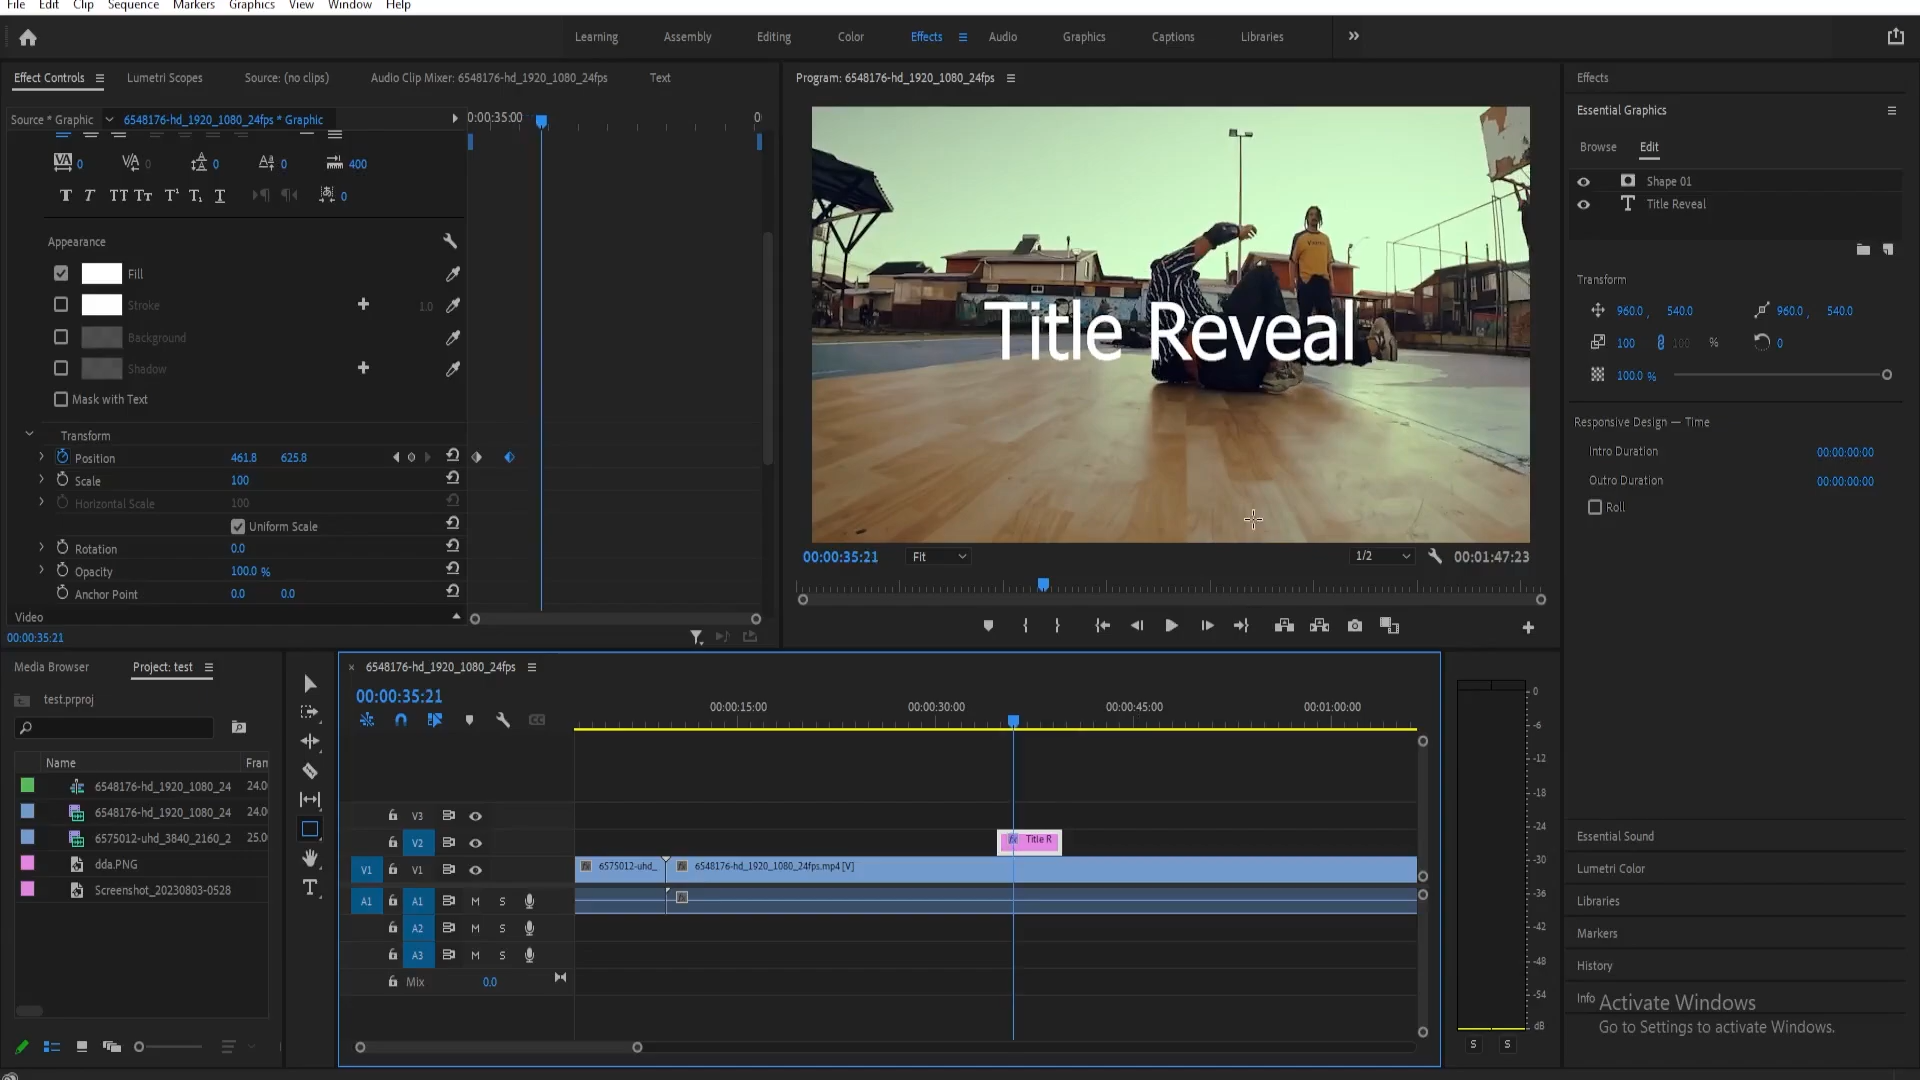 File Edit Clip Sequence Markers Graphics View Window Help
Learning Assembly Editing Color Effects Audio Graphics Captions Libraries
Effect Controls Lumetri Scopes Source: (no clips) Audio Clip Mixer: 6548176-hd_1920_1080_24fps Text
Program: 6548176-hd_1920_1080_24fps
Effects
Source * Graphic 6548176-hd_1920_1080_24fps * Graphic
0:00:35:00
0
Essential Graphics
Browse Edit
Shape 01
Title Reveal
0 0 0 0 400
0
Appearance
Fill
Stroke 1.0
Background
Shadow
Mask with Text
Transform
Position 461.8 625.8
Scale 100
Horizontal Scale 100
Uniform Scale
Rotation 0.0
Opacity 100.0 %
Anchor Point 0.0 0.0
Video
00:00:35:21
Title Reveal
00:00:35:21 Fit 1/2 00:01:47:23
Transform
960.0 , 540.0 960.0 , 540.0
100 100 % 0
100.0 %
Responsive Design — Time
Intro Duration 00:00:00:00
Outro Duration 00:00:00:00
Roll
Media Browser Project: test
test.prproj
Name Fram
6548176-hd_1920_1080_24 24.0
6548176-hd_1920_1080_24 24.0
6575012-uhd_3840_2160_2 25.0
dda.PNG
Screenshot_20230803-0528
× 6548176-hd_1920_1080_24fps
00:00:35:21
00:00:15:00 00:00:30:00 00:00:45:00 00:01:00:00
V3
V2 Title R
V1 V1 6575012-uhd_ 6548176-hd_1920_1080_24fps.mp4 [V]
A1 A1 M S
A2 M S
A3 M S
Mix 0.0
0
-6
-12
-18
-24
-30
-36
-42
-48
-54
dB
S S
Essential Sound
Lumetri Color
Libraries
Markers
History
Info
Activate Windows
Go to Settings to activate Windows.